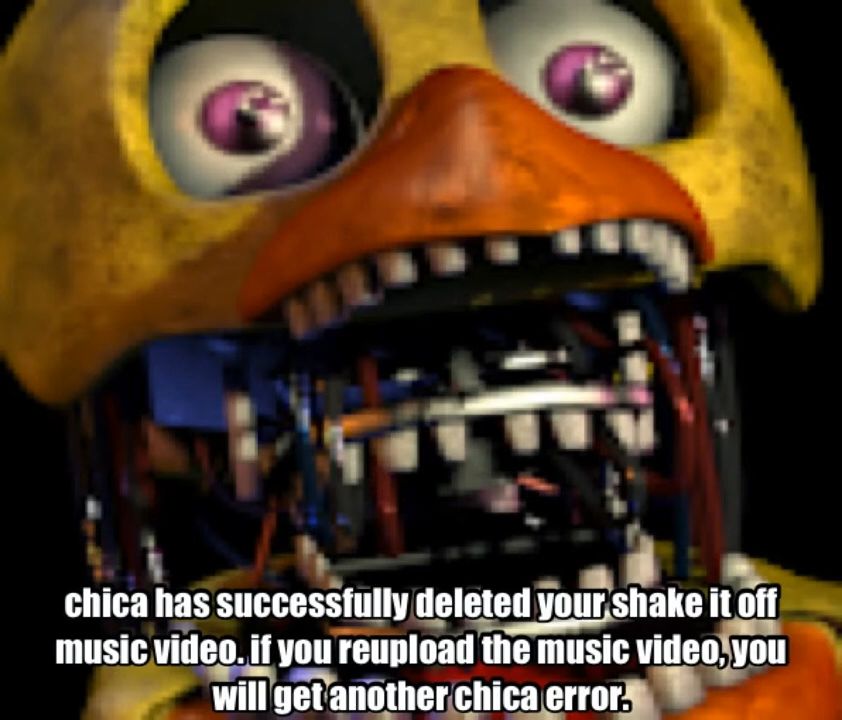 chica has successfully deleted your shake it off
music video. if you reupload the music video, you
will get another chica error.